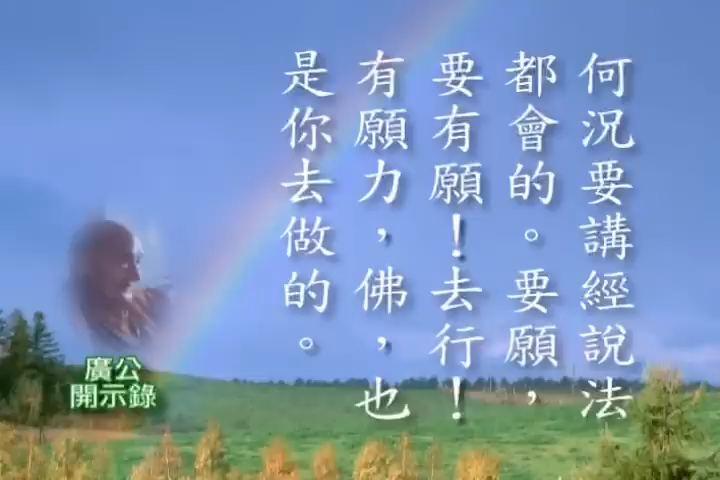 何況要講經說法
都會的。要願，
要有願！去行！
有願力，佛，也
是你去做的。
廣公
開示錄